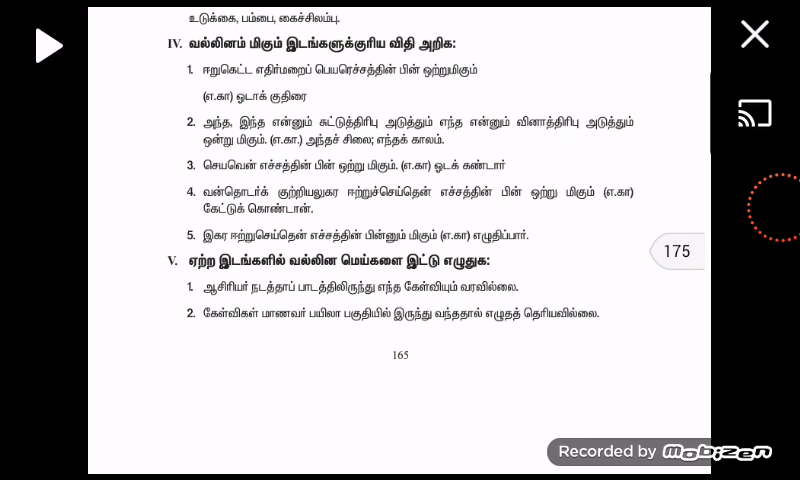 உடுக்கை, பம்பை, கைச்சிலம்பு.
IV. வல்லினம் மிகும் இடங்களுக்குரிய விதி அறிக:
1. ஈறுகெட்ட எதிர்மறைப் பெயரெச்சத்தின் பின் ஒற்றுமிகும்
(எ.கா) ஓடாக் குதிரை
2. அந்த, இந்த என்னும் சுட்டுத்திரிபு அடுத்தும் எந்த என்னும் வினாத்திரிபு அடுத்தும்
ஒன்று மிகும். (எ.கா.) அந்தச் சிலை; எந்தக் காலம்.
3. செயவென் எச்சத்தின் பின் ஒற்று மிகும். (எ.கா) ஓடக் கண்டார்
4. வன்தொடர்க் குற்றியலுகர ஈற்றுச்செய்தென் எச்சத்தின் பின் ஒற்று மிகும் (எ.கா)
கேட்டுக் கொண்டான்.
5. இகர ஈற்றுசெய்தென் எச்சத்தின் பின்னும் மிகும் (எ.கா) எழுதிப்பார்.
175
V. ஏற்ற இடங்களில் வல்லின மெய்களை இட்டு எழுதுக:
1. ஆசிரியர் நடத்தாப் பாடத்திலிருந்து எந்த கேள்வியும் வரவில்லை.
2. கேள்விகள் மாணவர் பயிலா பகுதியில் இருந்து வந்ததால் எழுதத் தெரியவில்லை.
165
Recorded by mobizen